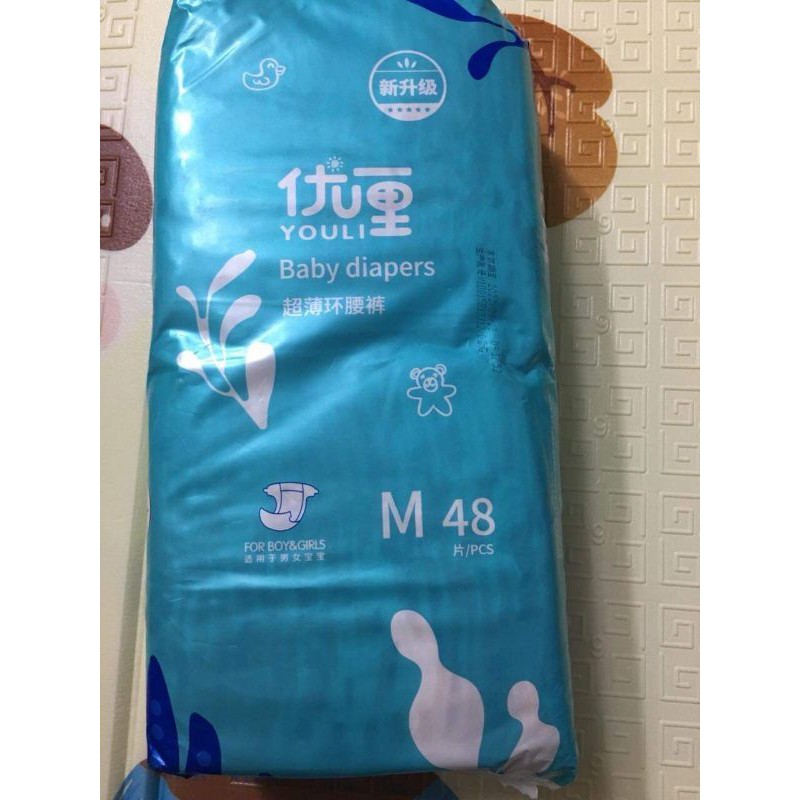 新升级
优里
YOULI
Baby diapers
超薄环腰裤
M 48
片/PCS
FOR BOY&GIRLS
适用于男女宝宝